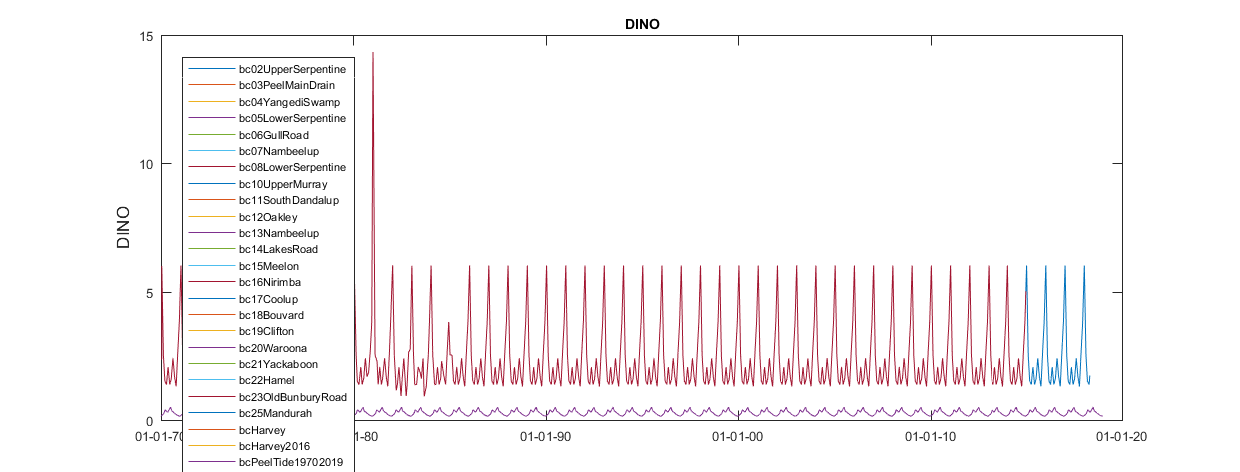 DINO
15
10
5
0
DINO
bc02UpperSerpentine
bc03PeelMainDrain
bc04YangediSwamp
bc05LowerSerpentine
bc06GullRoad
bc07Nambeelup
bc08LowerSerpentine
bc10UpperMurray
bc11SouthDandalup
bc12Oakley
bc13Nambeelup
bc14LakesRoad
bc15Meelon
bc16Nirimba
bc17Coolup
bc18Bouvard
bc19Clifton
bc20Waroona
bc21Yackaboon
bc22Hamel
bc23OldBunburyRoad
bc25Mandurah
bcHarvey
bcHarvey2016
bcPeelTide19702019
01-01-70 1-80 01-01-90 01-01-00 01-01-10 01-01-20